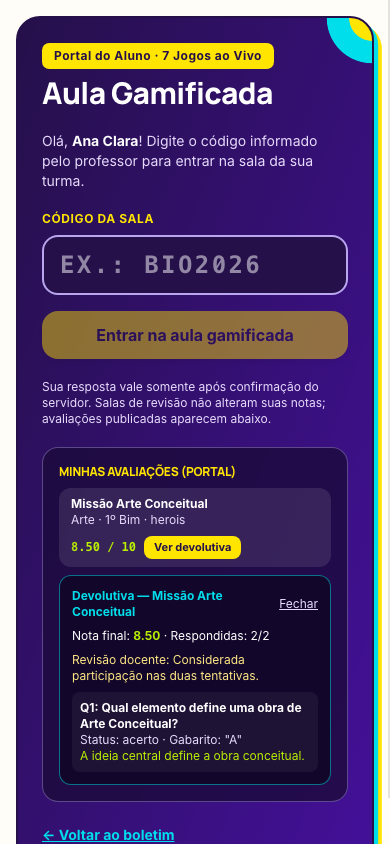 Portal do Aluno · 7 Jogos ao Vivo
Aula Gamificada
Olá, Ana Clara! Digite o código informado
pelo professor para entrar na sala da sua
turma.
CÓDIGO DA SALA
EX.: BIO2026
Entrar na aula gamificada
Sua resposta vale somente após confirmação do
servidor. Salas de revisão não alteram suas notas;
avaliações publicadas aparecem abaixo.
MINHAS AVALIAÇÕES (PORTAL)
Missão Arte Conceitual
Arte · 1º Bim · herois
8.50 / 10 Ver devolutiva
Devolutiva — Missão Arte
Conceitual
Fechar
Nota final: 8.50 · Respondidas: 2/2
Revisão docente: Considerada
participação nas duas tentativas.
Q1: Qual elemento define uma obra de
Arte Conceitual?
Status: acerto · Gabarito: "A"
A ideia central define a obra conceitual.
← Voltar ao boletim